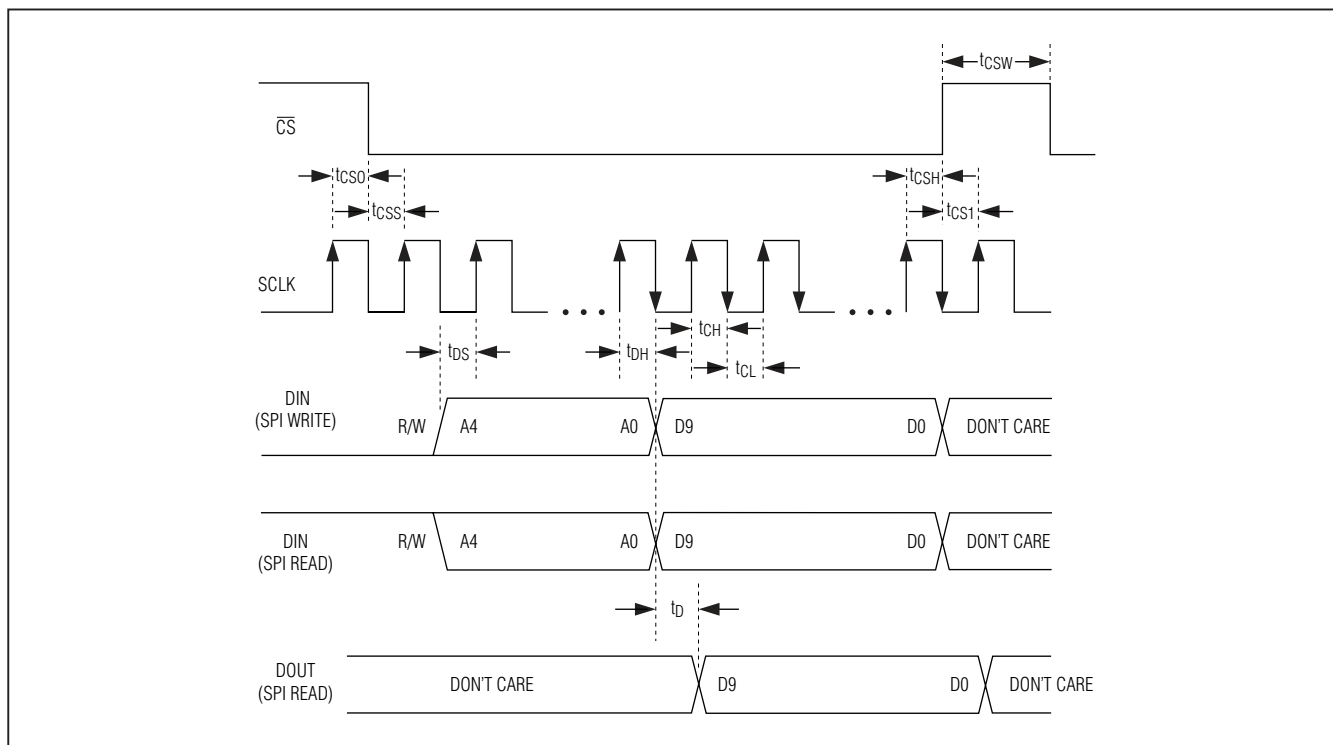 tCSW
CS
tCSO tCSH
tCSS tCS1
SCLK
tCH
tDS tDH
tCL
DIN
(SPI WRITE) R/W A4 A0 D9 D0 DON'T CARE
DIN
(SPI READ) R/W A4 A0 D9 D0 DON'T CARE
tD
DOUT
(SPI READ) DON'T CARE D9 D0 DON'T CARE